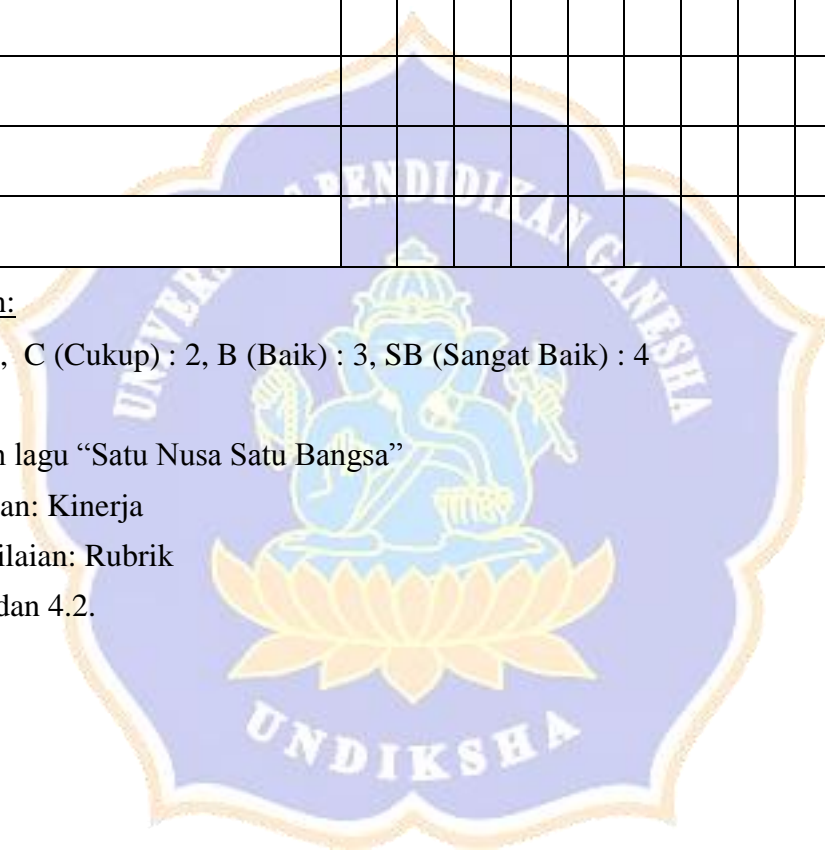 UNIVERSITAS PENDIDIKAN GANESHA
n:
, C (Cukup) : 2, B (Baik) : 3, SB (Sangat Baik) : 4
n lagu “Satu Nusa Satu Bangsa”
an: Kinerja
ilaian: Rubrik
dan 4.2.
UNDIKSHA